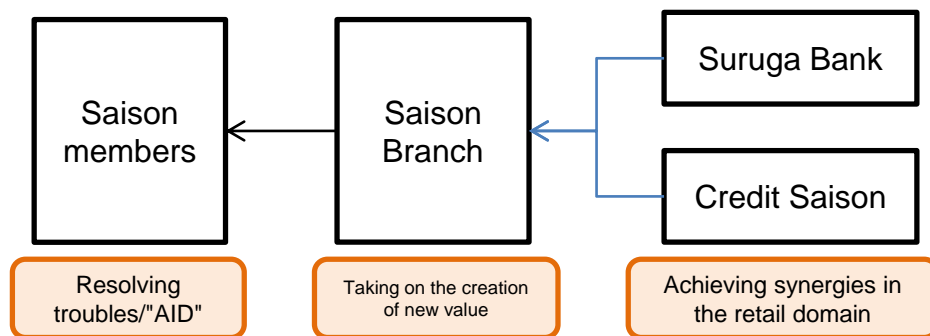 Saison
members
Saison
Branch
Suruga Bank
Credit Saison
Resolving
troubles/"AID"
Taking on the creation
of new value
Achieving synergies in
the retail domain